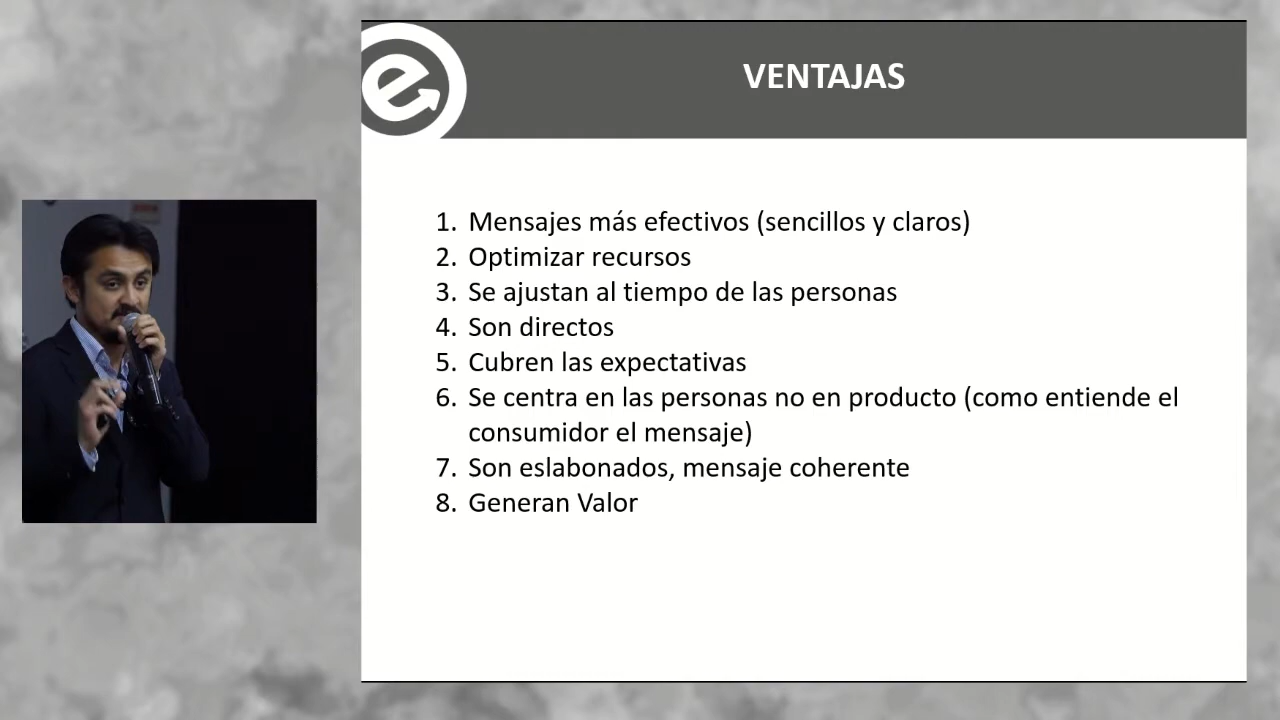 VENTAJAS
1. Mensajes más efectivos (sencillos y claros)
2. Optimizar recursos
3. Se ajustan al tiempo de las personas
4. Son directos
5. Cubren las expectativas
6. Se centra en las personas no en producto (como entiende el
consumidor el mensaje)
7. Son eslabonados, mensaje coherente
8. Generan Valor